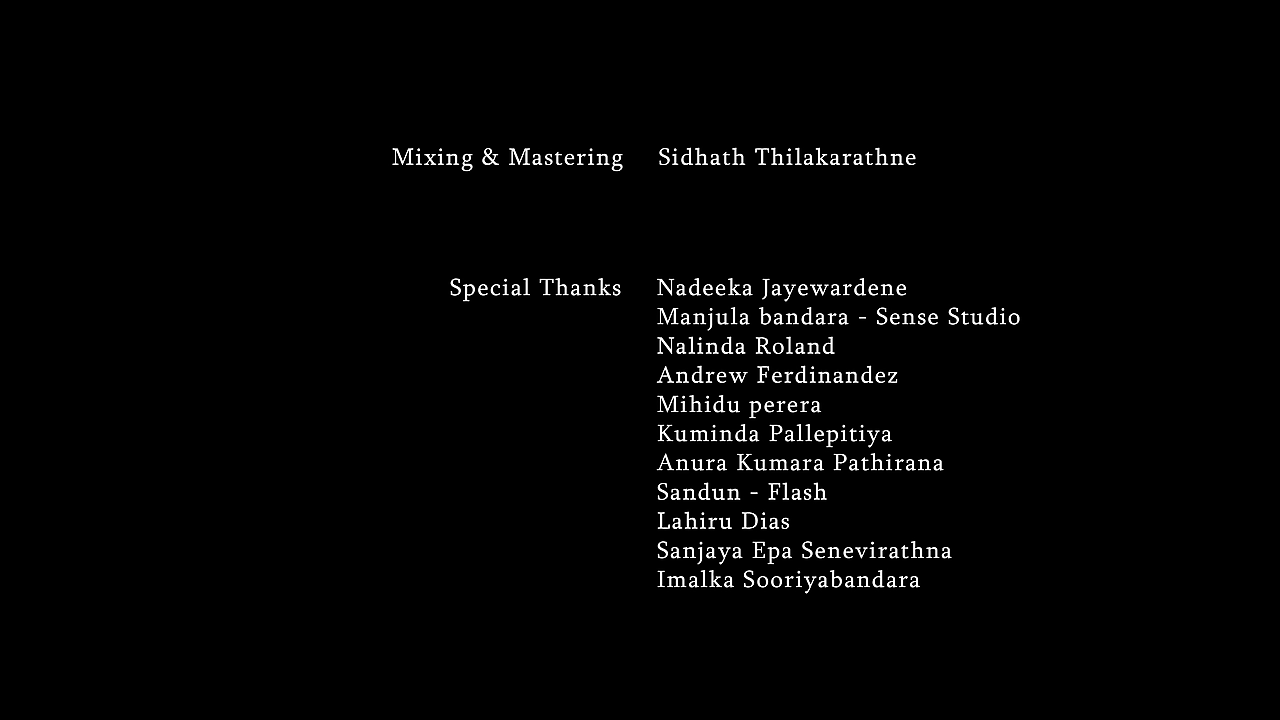 Mixing & Mastering Sidhath Thilakarathne
Special Thanks Nadeeka Jayewardene
Manjula bandara - Sense Studio
Nalinda Roland
Andrew Ferdinandez
Mihidu perera
Kuminda Pallepitiya
Anura Kumara Pathirana
Sandun - Flash
Lahiru Dias
Sanjaya Epa Senevirathna
Imalka Sooriyabandara